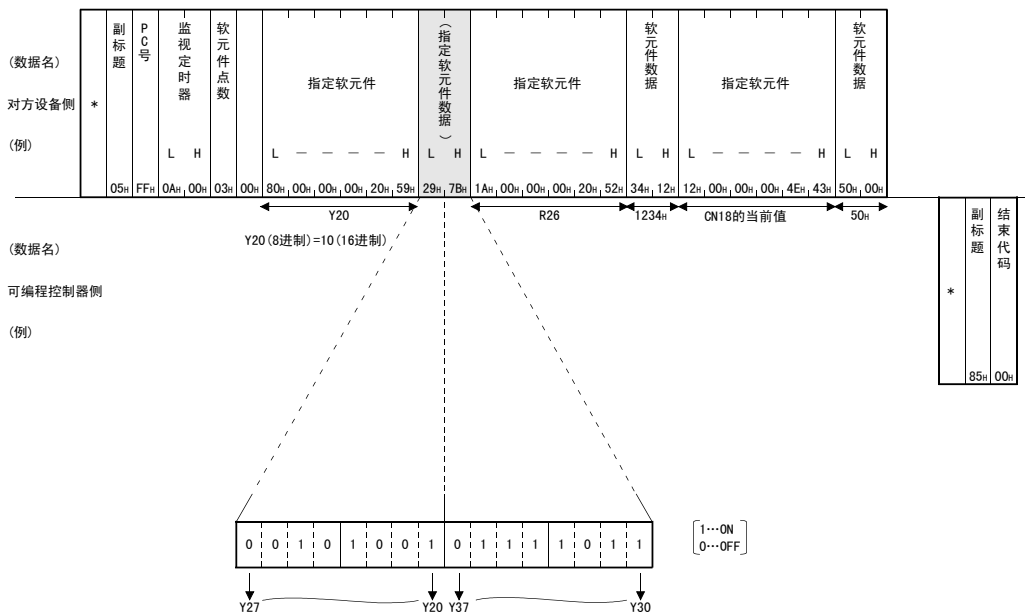 (数据名)
对方设备侧
(例)
*
副标题
PC号
监视定时器
软元件点数
指定软元件
(指定软元件数据)
指定软元件
软元件数据
指定软元件
软元件数据
L H
L — — — — H
L H
L — — — — H
L H
L — — — — H
L H
05H FFH 0AH 00H 03H 00H 80H 00H 00H 00H 20H 59H 29H 7BH 1AH 00H 00H 00H 20H 52H 34H 12H 12H 00H 00H 00H 4EH 43H 50H 00H
Y20
R26
1234H
CN18的当前值
50H
Y20(8进制)=10(16进制)
(数据名)
可编程控制器侧
(例)
*
副标题
结束代码
85H 00H
0 0 1 0 1 0 0 1 0 1 1 1 1 0 1 1
1…ON
0…OFF
Y27 Y20 Y37 Y30